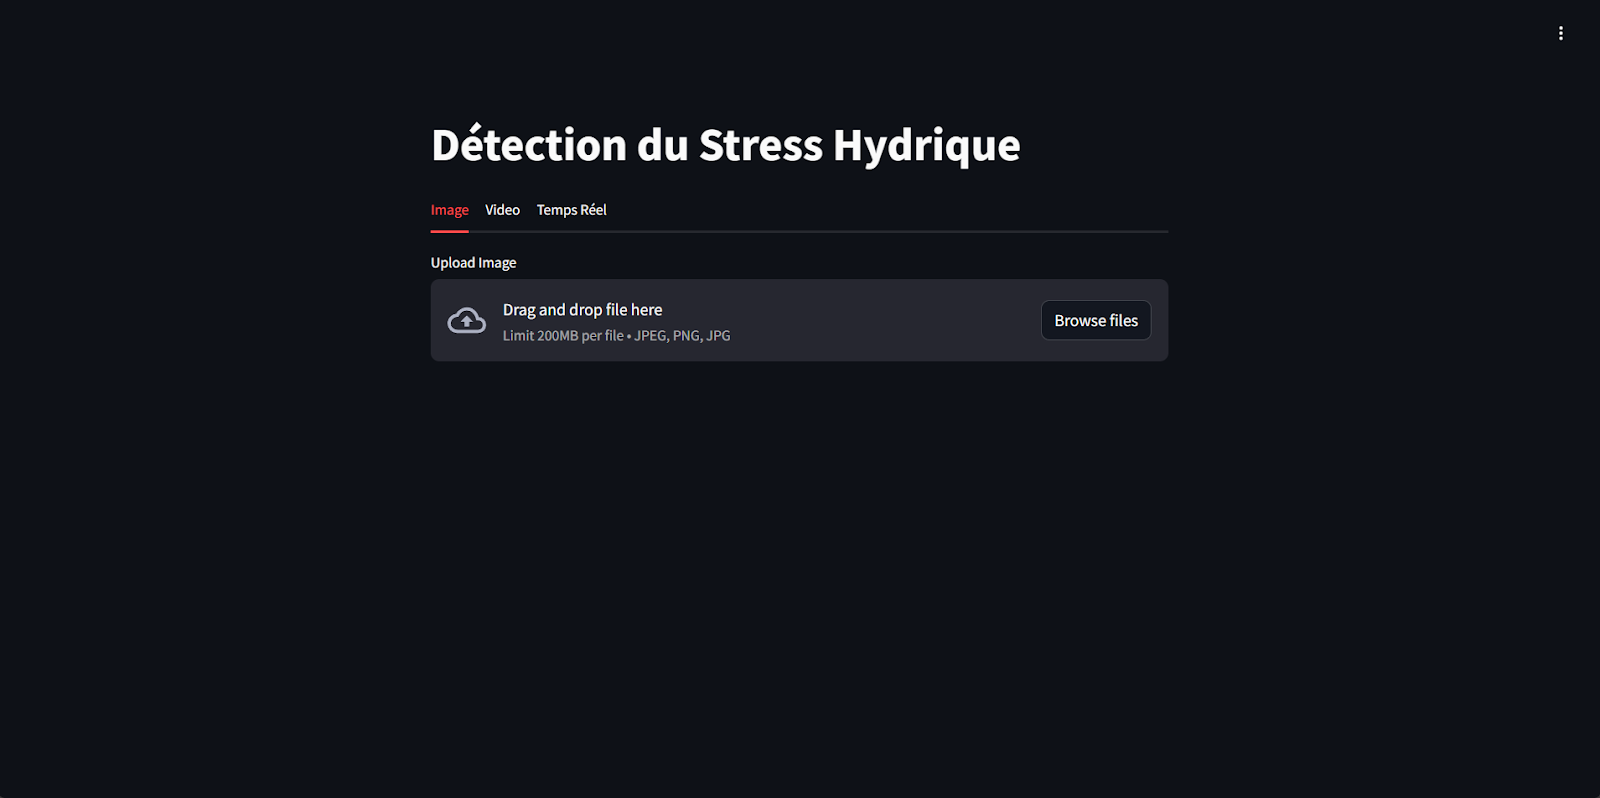 Détection du Stress Hydrique
Image Video Temps Réel
Upload Image
Drag and drop file here
Limit 200MB per file • JPEG, PNG, JPG
Browse files